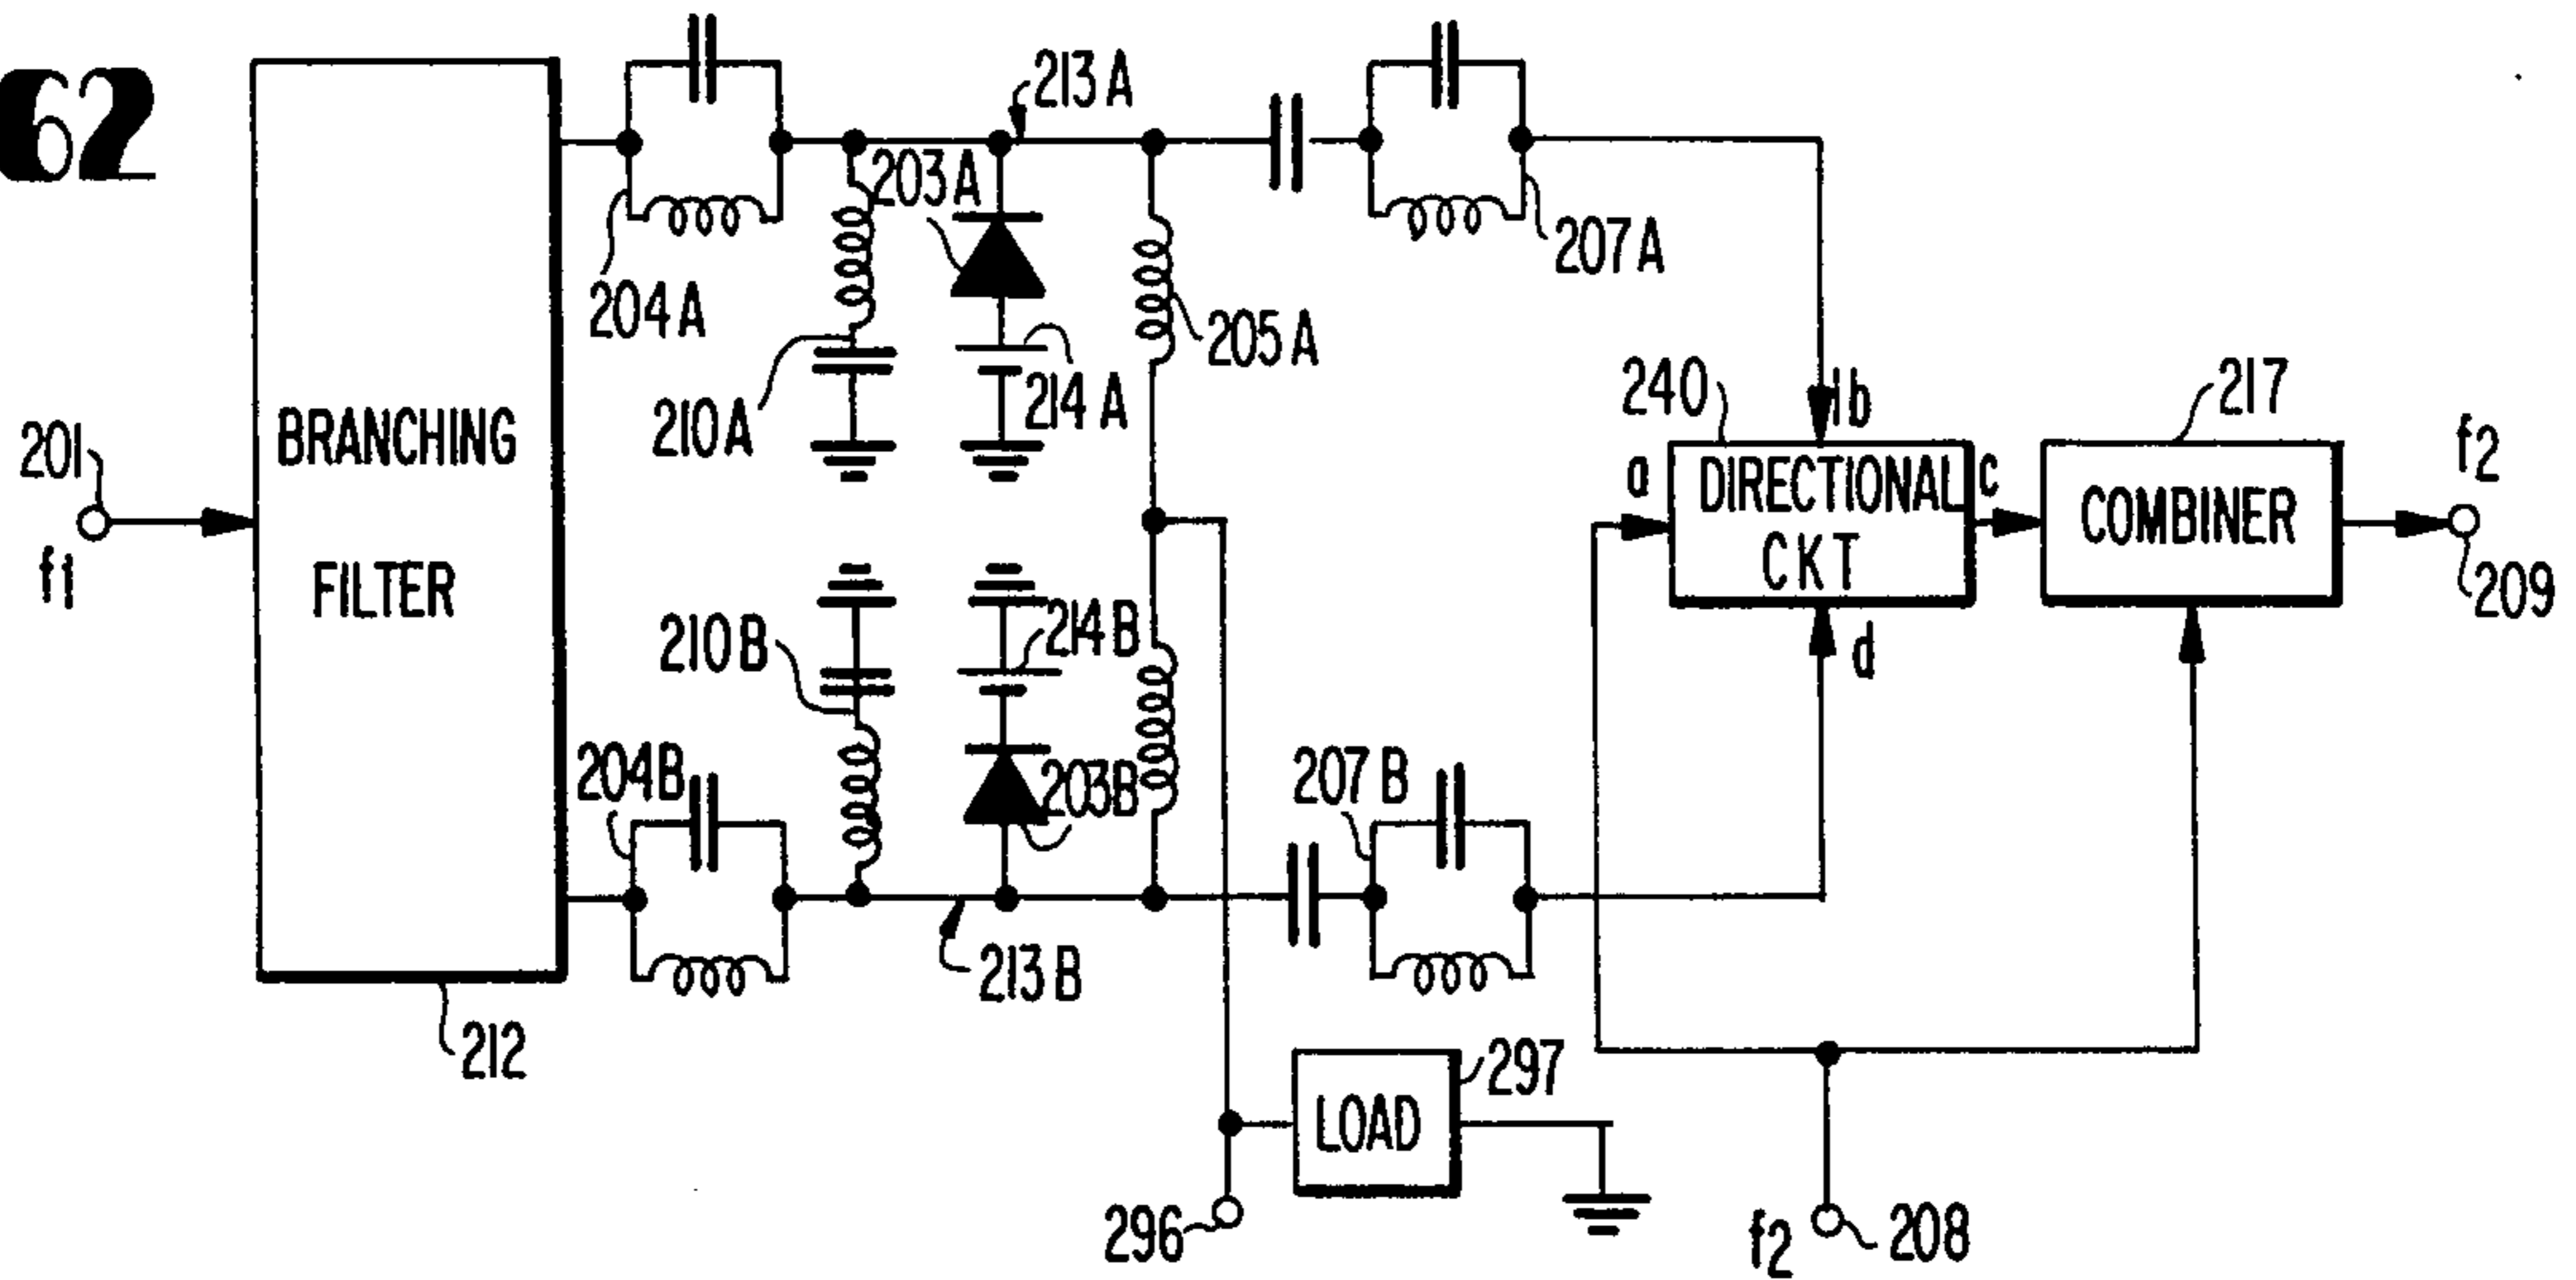 62
213A
203A
204A
207A
205A
210A
214A
201
f1
BRANCHING
FILTER
240
b
217
a
DIRECTIONAL
CKT
c
COMBINER
f2
209
d
210B
214B
204B
203B
207B
213B
212
LOAD
297
296
f2
208